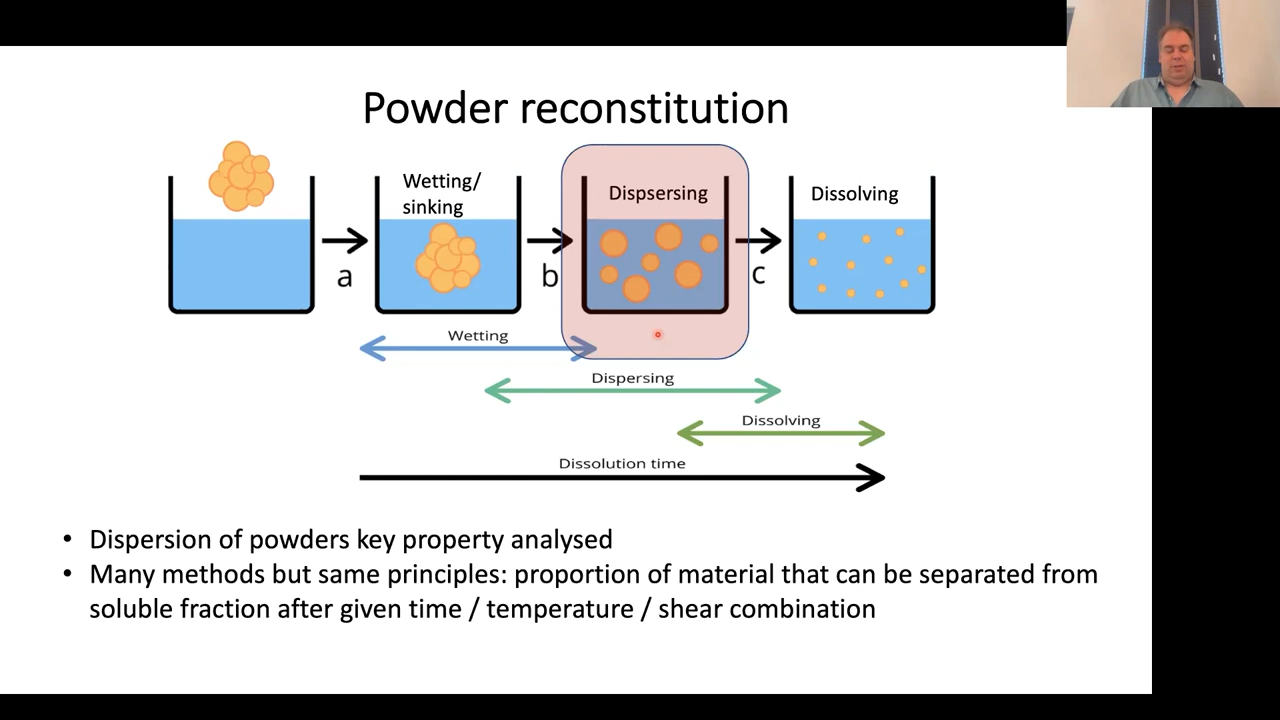 Powder reconstitution
Wetting/
sinking
Dispsersing
Dissolving
a
b
c
Wetting
Dispersing
Dissolving
Dissolution time
• Dispersion of powders key property analysed
• Many methods but same principles: proportion of material that can be separated from
soluble fraction after given time / temperature / shear combination